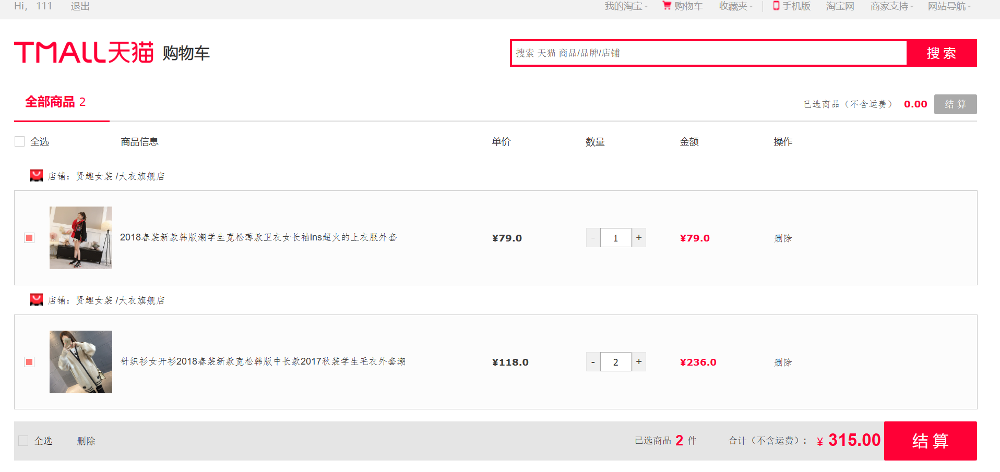 Hi， 111 退出 我的淘宝 购物车 收藏夹 手机版 淘宝网 商家支持 网站导航
TMALL天猫 购物车 搜索 天猫 商品/品牌/店铺 搜 索
全部商品 2 已选商品（不含运费） 0.00 结 算
全选 商品信息 单价 数量 金额 操作
店铺：贤趣女装 /大衣旗舰店
2018春装新款韩版潮学生宽松薄款卫衣女长袖ins超火的上衣服外套 ¥79.0 - 1 + ¥79.0 删除
店铺：贤趣女装 /大衣旗舰店
针织衫女开衫2018春装新款宽松韩版中长款2017秋装学生毛衣外套潮 ¥118.0 - 2 + ¥236.0 删除
全选 删除 已选商品 2 件 合计（不含运费）: ¥ 315.00 结 算